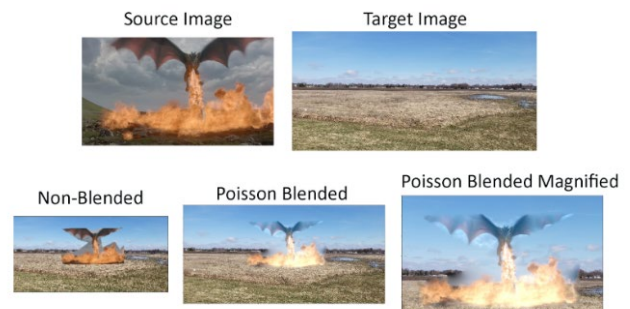 Source Image
Target Image
Non-Blended
Poisson Blended
Poisson Blended Magnified